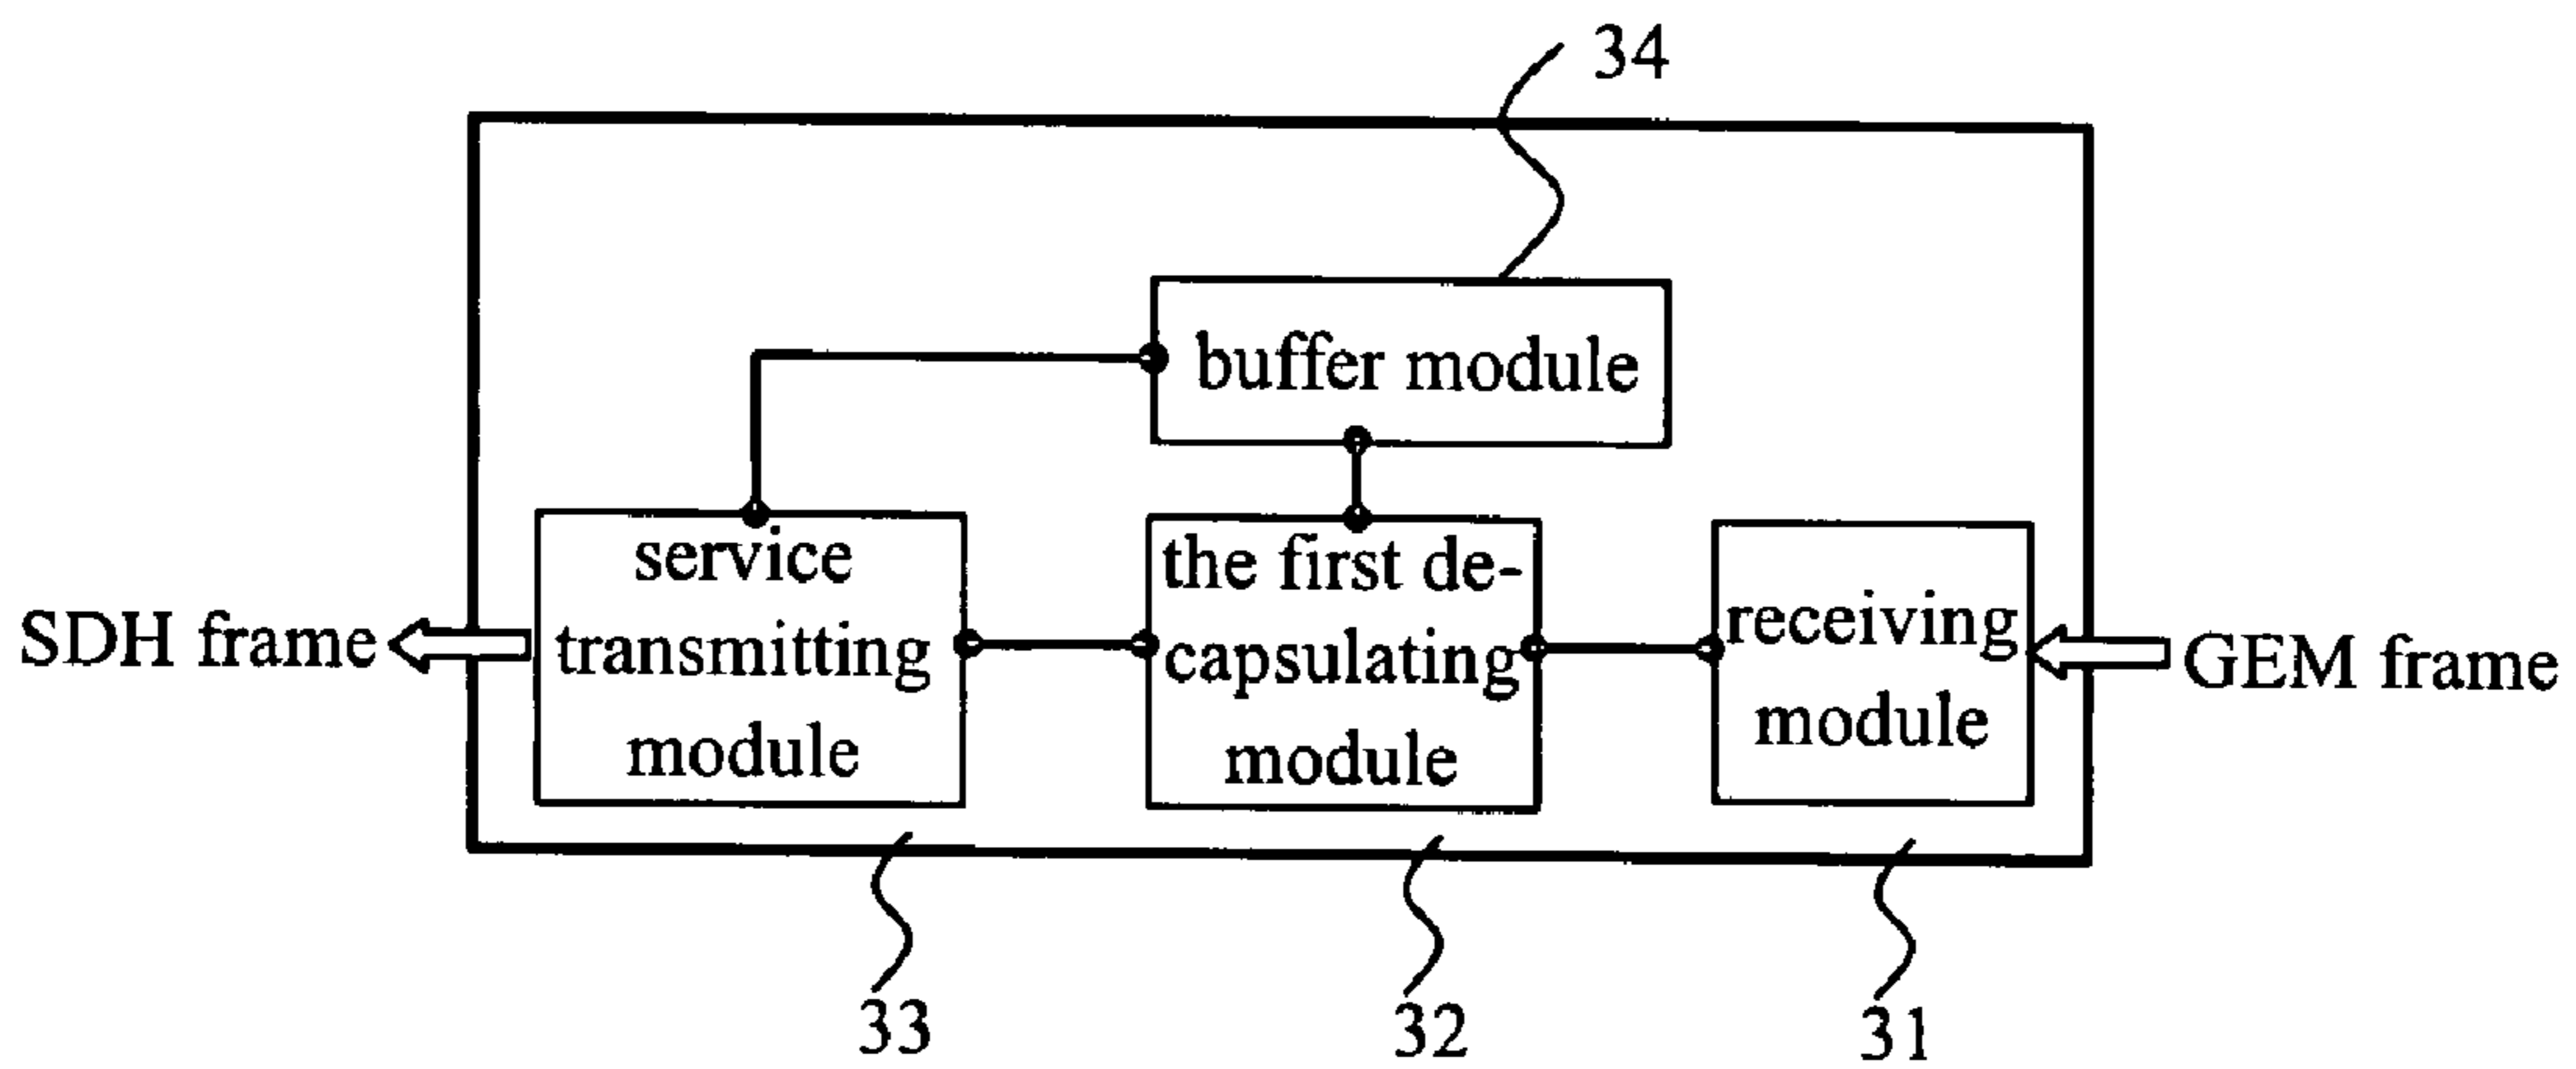 34
buffer module
service
transmitting
module
the first de-
capsulating
module
receiving
module
SDH frame
GEM frame
33
32
31